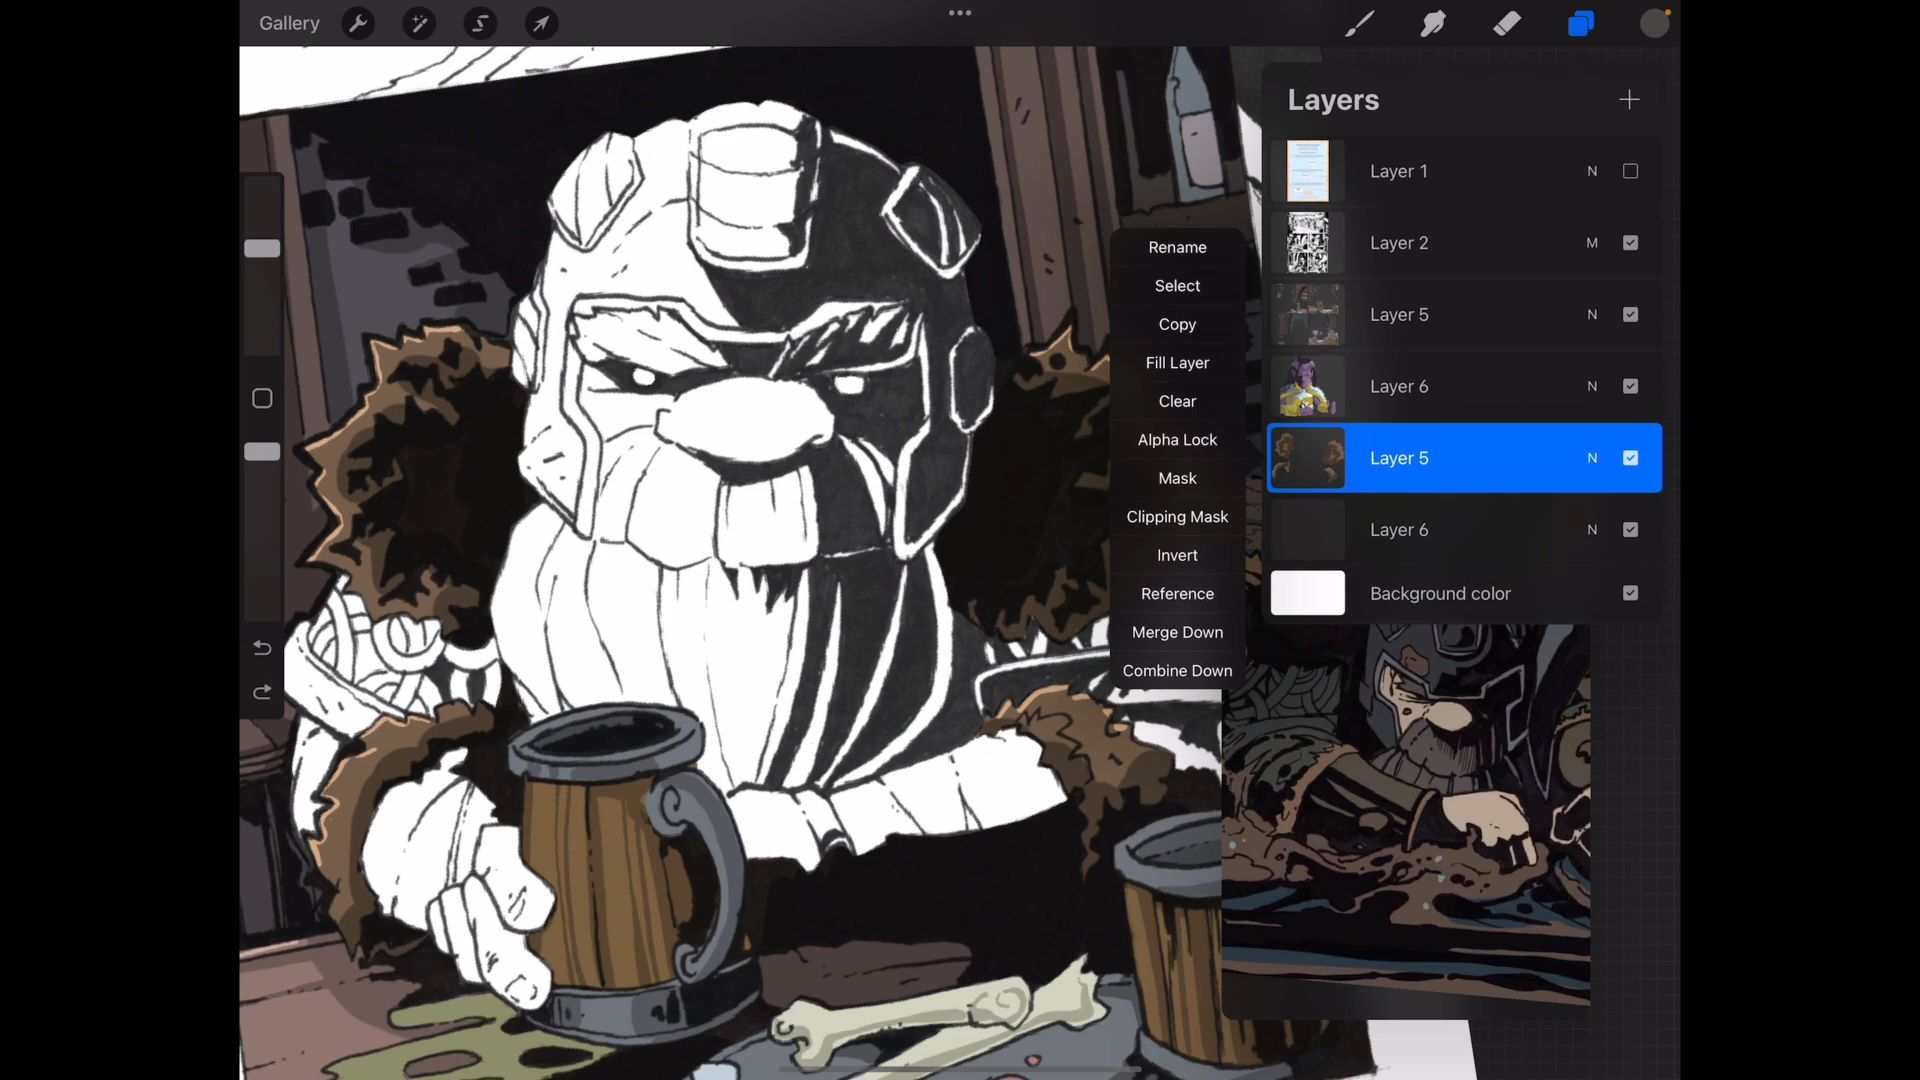 Gallery
Layers
Layer 1 N
Layer 2 M
Layer 5 N
Layer 6 N
Layer 5 N
Layer 6 N
Background color
Rename
Select
Copy
Fill Layer
Clear
Alpha Lock
Mask
Clipping Mask
Invert
Reference
Merge Down
Combine Down